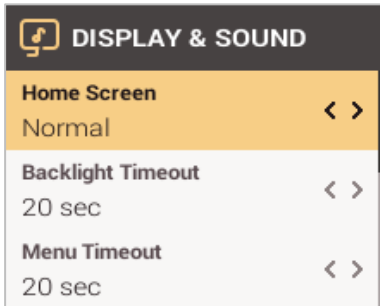 DISPLAY & SOUND
Home Screen
Normal
Backlight Timeout
20 sec
Menu Timeout
20 sec